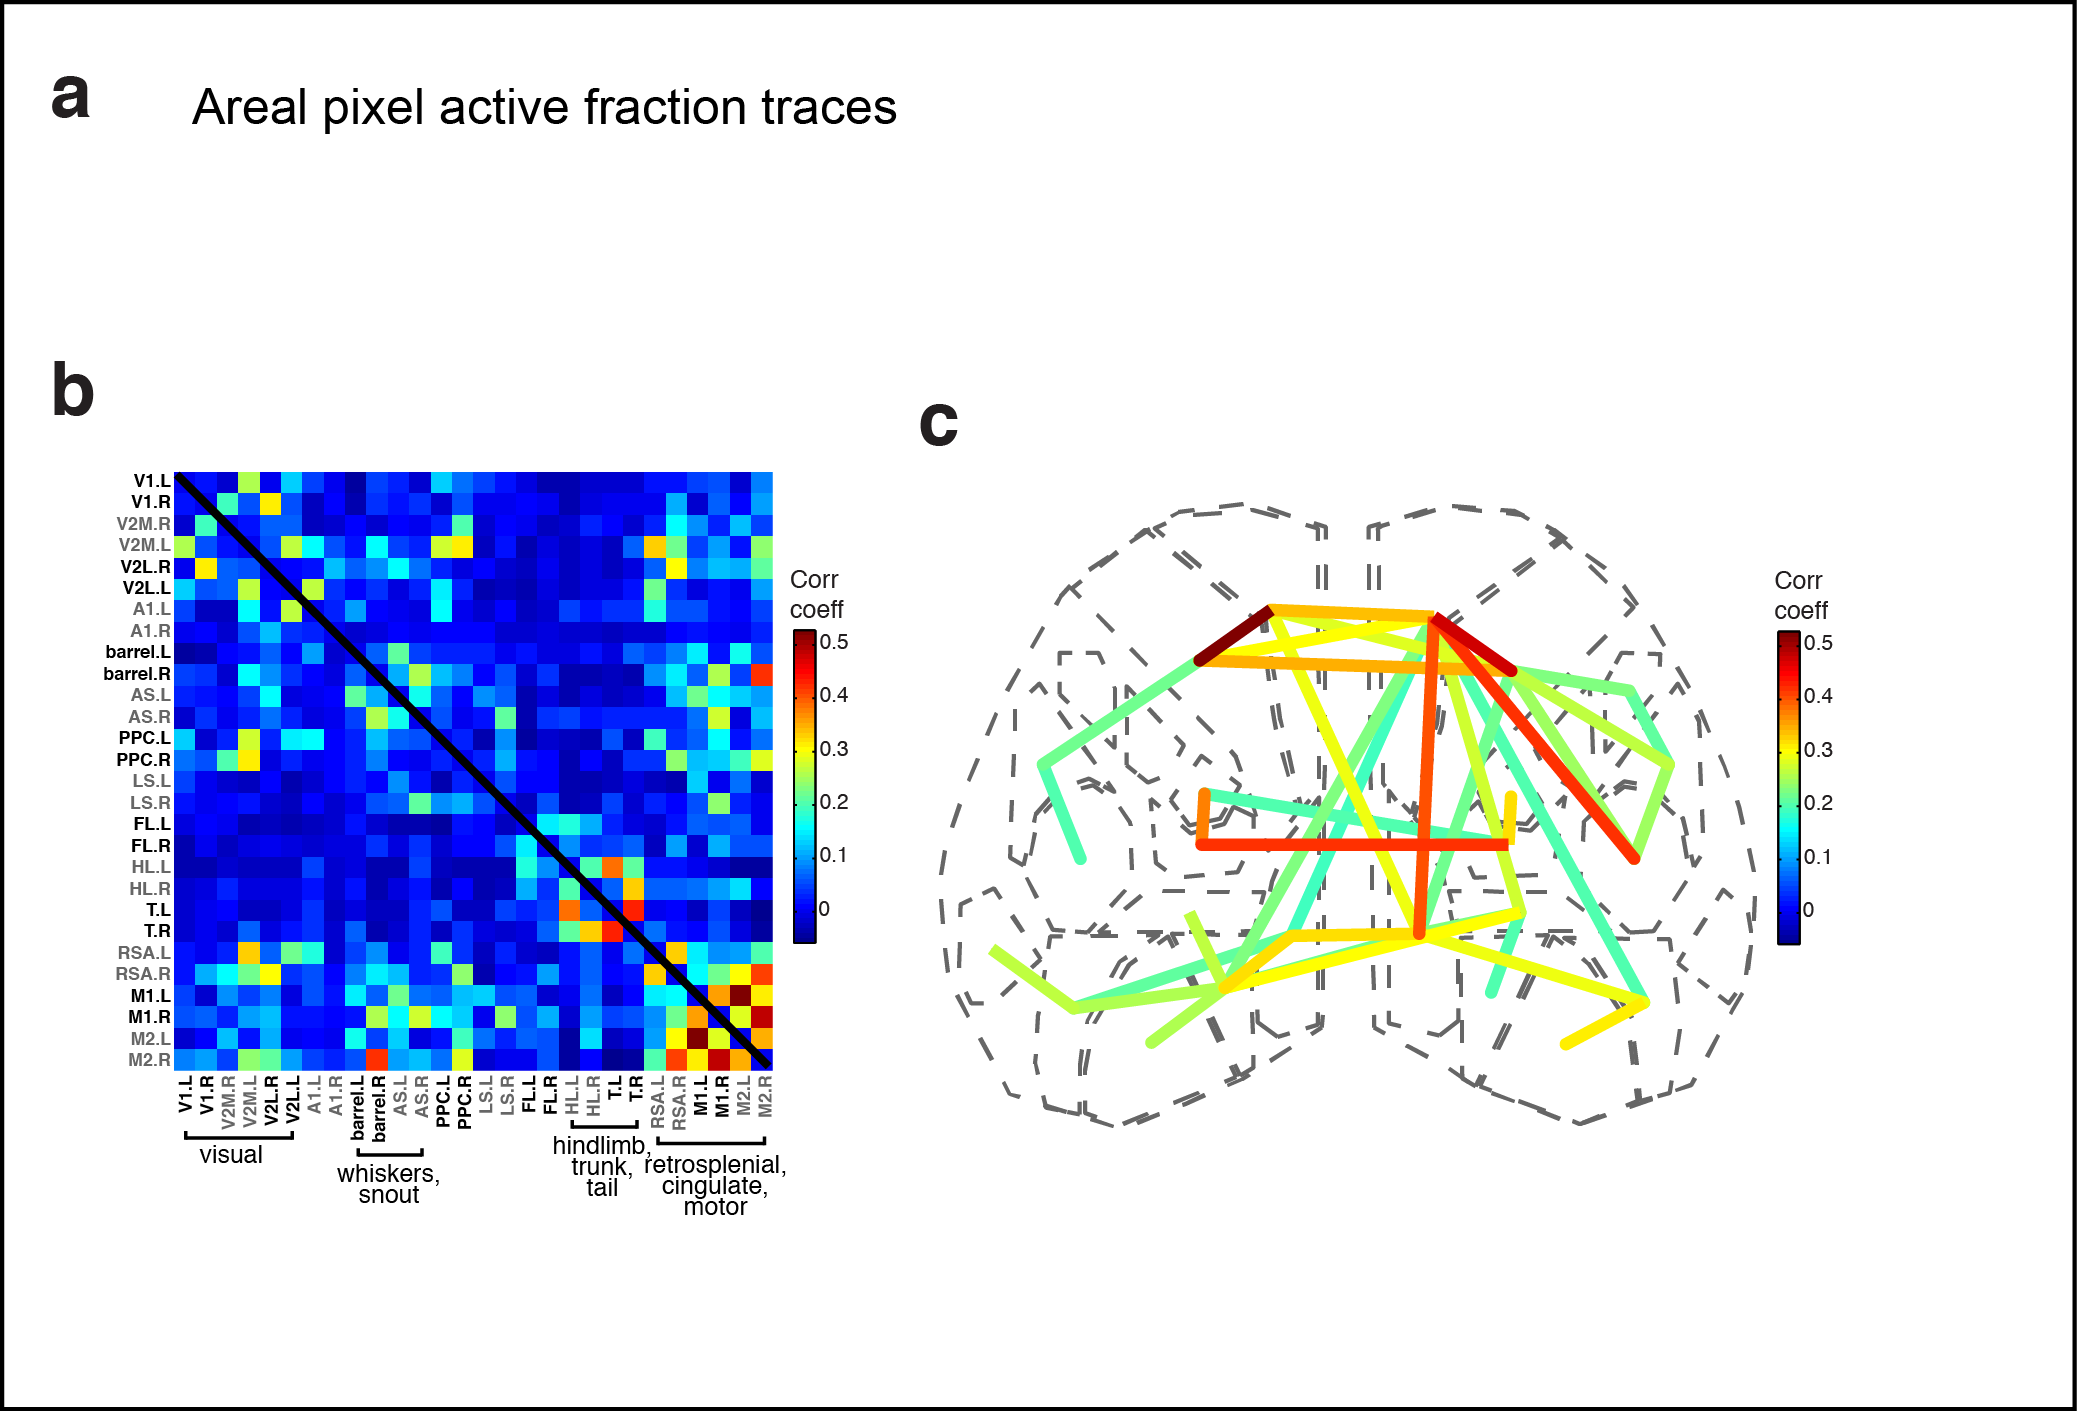 a
Areal pixel active fraction traces
b
c
V1.L
V1.R
V2M.R
V2M.L
V2L.R
V2L.L
A1.L
A1.R
barrel.L
barrel.R
AS.L
AS.R
PPC.L
PPC.R
LS.L
LS.R
FL.L
FL.R
HL.L
HL.R
T.L
T.R
RSA.L
RSA.R
M1.L
M1.R
M2.L
M2.R
V1.L
V1.R
V2M.R
V2M.L
V2L.R
V2L.L
A1.L
A1.R
barrel.L
barrel.R
AS.L
AS.R
PPC.L
PPC.R
LS.L
LS.R
FL.L
FL.R
HL.L
HL.R
T.L
T.R
RSA.L
RSA.R
M1.L
M1.R
M2.L
M2.R
visual
whiskers,
snout
hindlimb,
trunk,
tail
retrosplenial,
cingulate,
motor
Corr
coeff
0.5
0.4
0.3
0.2
0.1
0
Corr
coeff
0.5
0.4
0.3
0.2
0.1
0